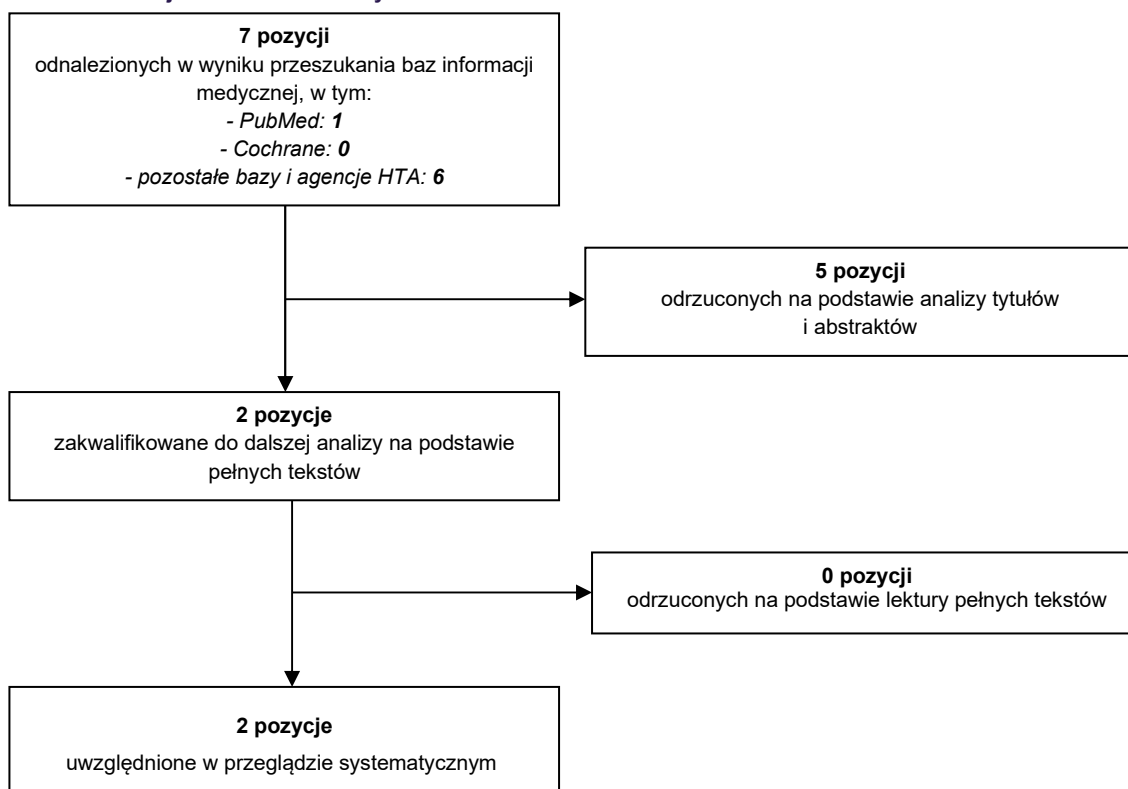 7 pozycji
odnalezionych w wyniku przeszukania baz informacji
medycznej, w tym:
- PubMed: 1
- Cochrane: 0
- pozostałe bazy i agencje HTA: 6
5 pozycji
odrzuconych na podstawie analizy tytułów
i abstraktów
2 pozycje
zakwalifikowane do dalszej analizy na podstawie
pełnych tekstów
0 pozycji
odrzuconych na podstawie lektury pełnych tekstów
2 pozycje
uwzględnione w przeglądzie systematycznym